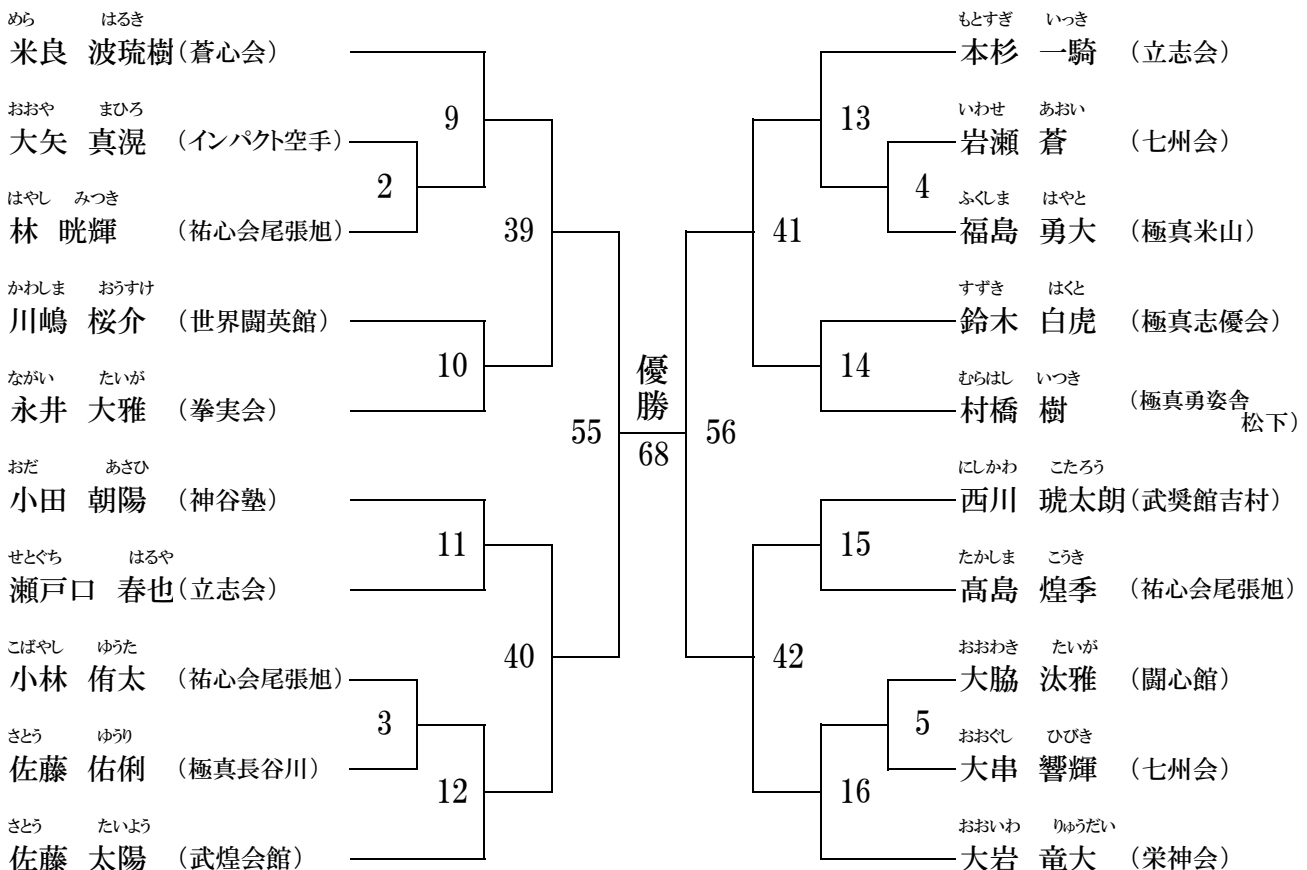 めら はるき
米良 波琉樹(蒼心会)
おおや まひろ
大矢 真滉 (インパクト空手)
はやし みつき
林 晄輝 (祐心会尾張旭)
かわしま おうすけ
川嶋 桜介 (世界闘英館)
ながい たいが
永井 大雅 (拳実会)
おだ あさひ
小田 朝陽 (神谷塾)
せとぐち はるや
瀬戸口 春也(立志会)
こばやし ゆうた
小林 侑太 (祐心会尾張旭)
さとう ゆうり
佐藤 佑俐 (極真長谷川)
さとう たいよう
佐藤 太陽 (武煌会館)
9
2
39
10
55
11
40
3
12
優勝
68
56
13
4
41
14
15
42
5
16
もとすぎ いっき
本杉 一騎 (立志会)
いわせ あおい
岩瀬 蒼 (七州会)
ふくしま はやと
福島 勇大 (極真米山)
すずき はくと
鈴木 白虎 (極真志優会)
むらはし いつき
村橋 樹 (極真勇姿舎
松下)
にしかわ こたろう
西川 琥太朗(武奨館吉村)
たかしま こうき
髙島 煌季 (祐心会尾張旭)
おおわき たいが
大脇 汰雅 (闘心館)
おおぐし ひびき
大串 響輝 (七州会)
おおいわ りゅうだい
大岩 竜大 (栄神会)